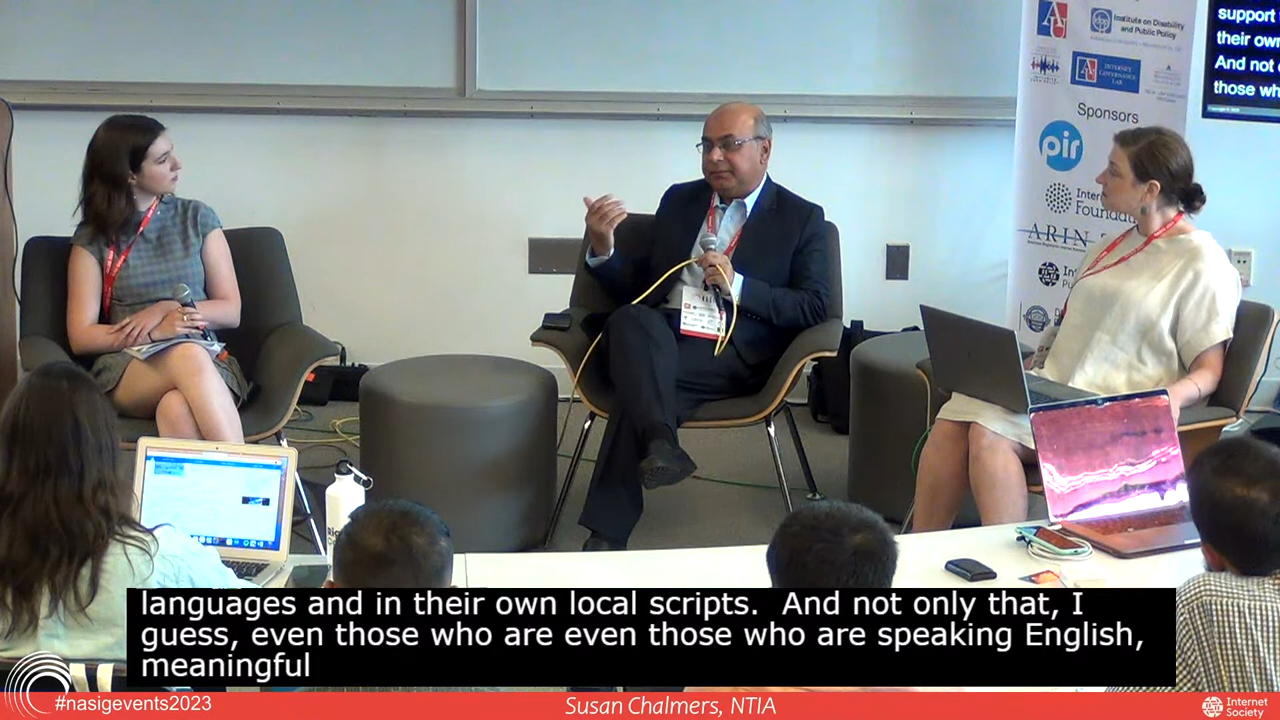 Institute on Disability
and Public Policy
INTERNET
GOVERNANCE
LAB
Sponsors
pir
Foundat
ARIN
support
their own
And not
those wh
languages and in their own local scripts.  And not only that, I
guess, even those who are even those who are speaking English,
meaningful
#nasigevents2023
Susan Chalmers, NTIA
Internet
Society